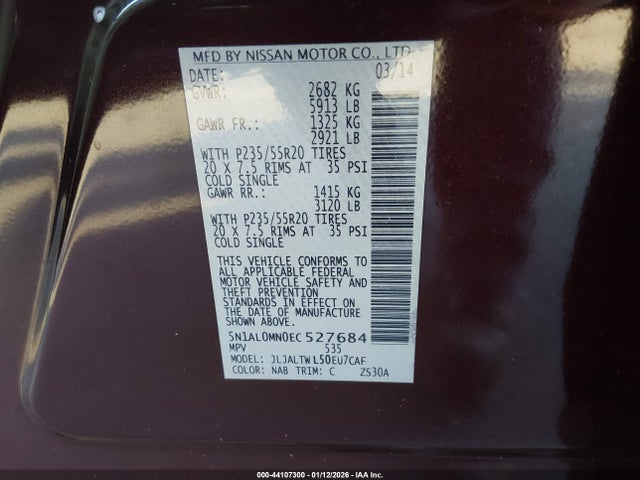 MFD BY NISSAN MOTOR CO., LTD.
DATE: 03/14
GVWR: 2682 KG
5913 LB
GAWR FR.: 1325 KG
2921 LB
WITH P235/55R20 TIRES
20 X 7.5 RIMS AT 35 PSI
COLD SINGLE
GAWR RR.: 1415 KG
3120 LB
WITH P235/55R20 TIRES
20 X 7.5 RIMS AT 35 PSI
COLD SINGLE
THIS VEHICLE CONFORMS TO
ALL APPLICABLE FEDERAL
MOTOR VEHICLE SAFETY AND
THEFT PREVENTION
STANDARDS IN EFFECT ON
THE DATE OF MANUFACTURE
SHOWN ABOVE.
5N1AL0MN0EC527684
MPV 535
MODEL: JLJALTWL50EU7CAF
COLOR: NAB TRIM: C ZS30A
000-44107300 - 01/12/2026 - IAA Inc.